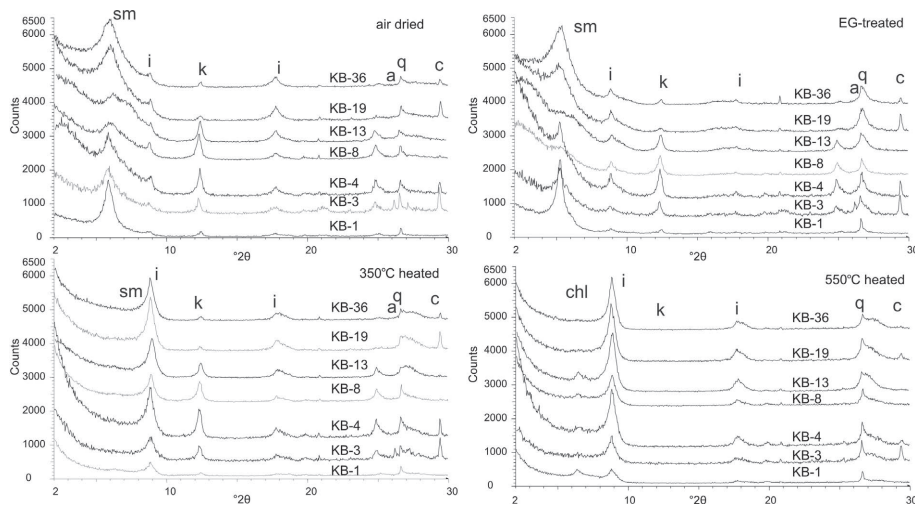 6500
6000
5000
4000
3000
2000
1000
0
Counts
sm
air dried
i
k
i
a
q
c
KB-36
KB-19
KB-13
KB-8
KB-4
KB-3
KB-1
2
10
20
30
°2θ
6500
6000
5000
4000
3000
2000
1000
0
Counts
sm
EG-treated
i
k
i
a
q
c
KB-36
KB-19
KB-13
KB-8
KB-4
KB-3
KB-1
2
10
20
30
°2θ
6500
6000
5000
4000
3000
2000
1000
0
Counts
350°C heated
sm
i
k
i
a
q
c
KB-36
KB-19
KB-13
KB-8
KB-4
KB-3
KB-1
2
10
20
30
°2θ
6500
6000
5000
4000
3000
2000
1000
0
Counts
550°C heated
chl
i
k
i
q
c
KB-36
KB-19
KB-13
KB-8
KB-4
KB-3
KB-1
2
10
20
30
°2θ